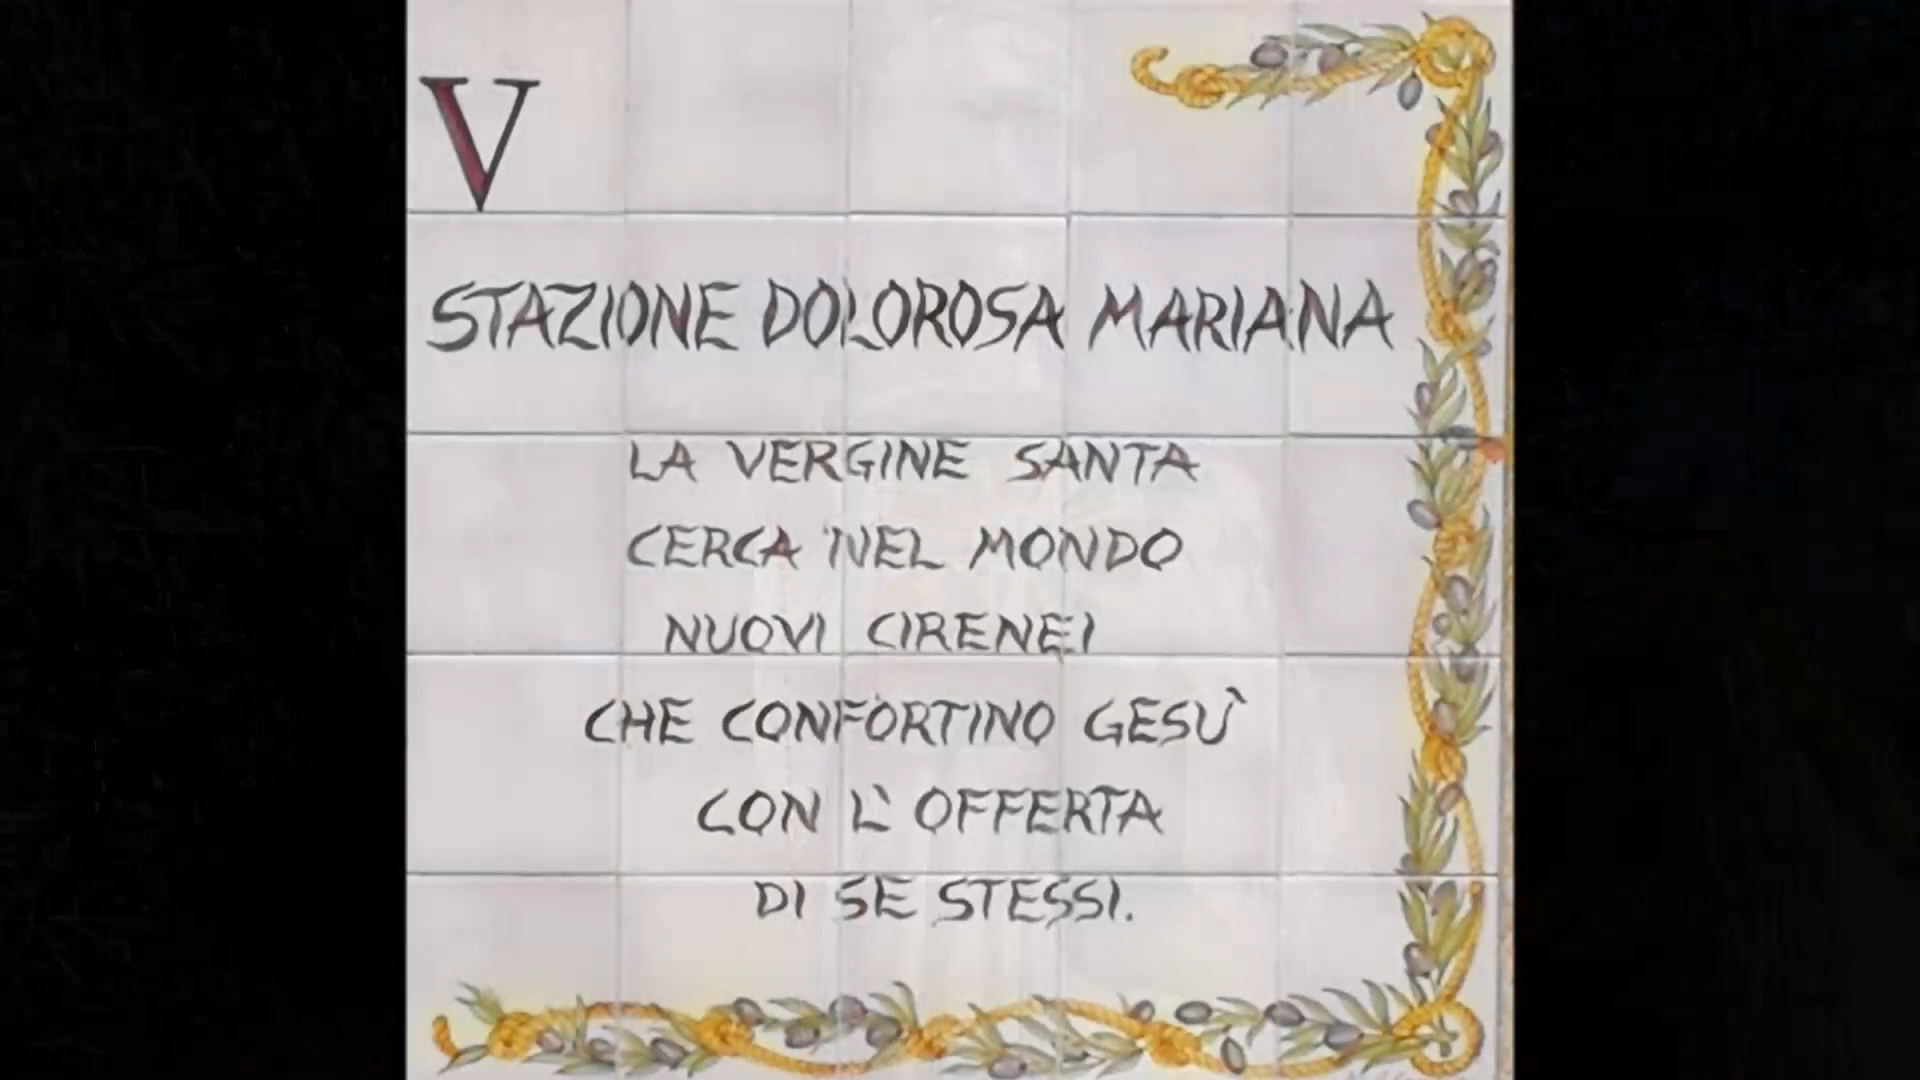 V
STAZIONE DOLOROSA MARIANA
LA VERGINE SANTA
CERCA NEL MONDO
NUOVI CIRENEI
CHE CONFORTINO GESÙ
CON L'OFFERTA
DI SE STESSI.